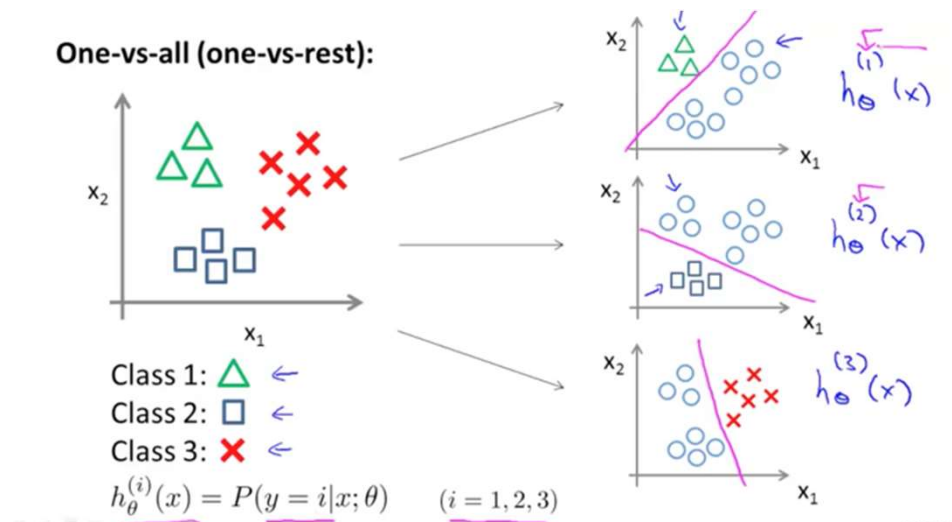 One-vs-all (one-vs-rest):
x₂
x₁
Class 1:
Class 2:
Class 3:
h_θ^(i)(x) = P(y = i|x; θ) (i = 1, 2, 3)
x₂
x₁
h_θ^(1)(x)
x₂
x₁
h_θ^(2)(x)
x₂
x₁
h_θ^(3)(x)